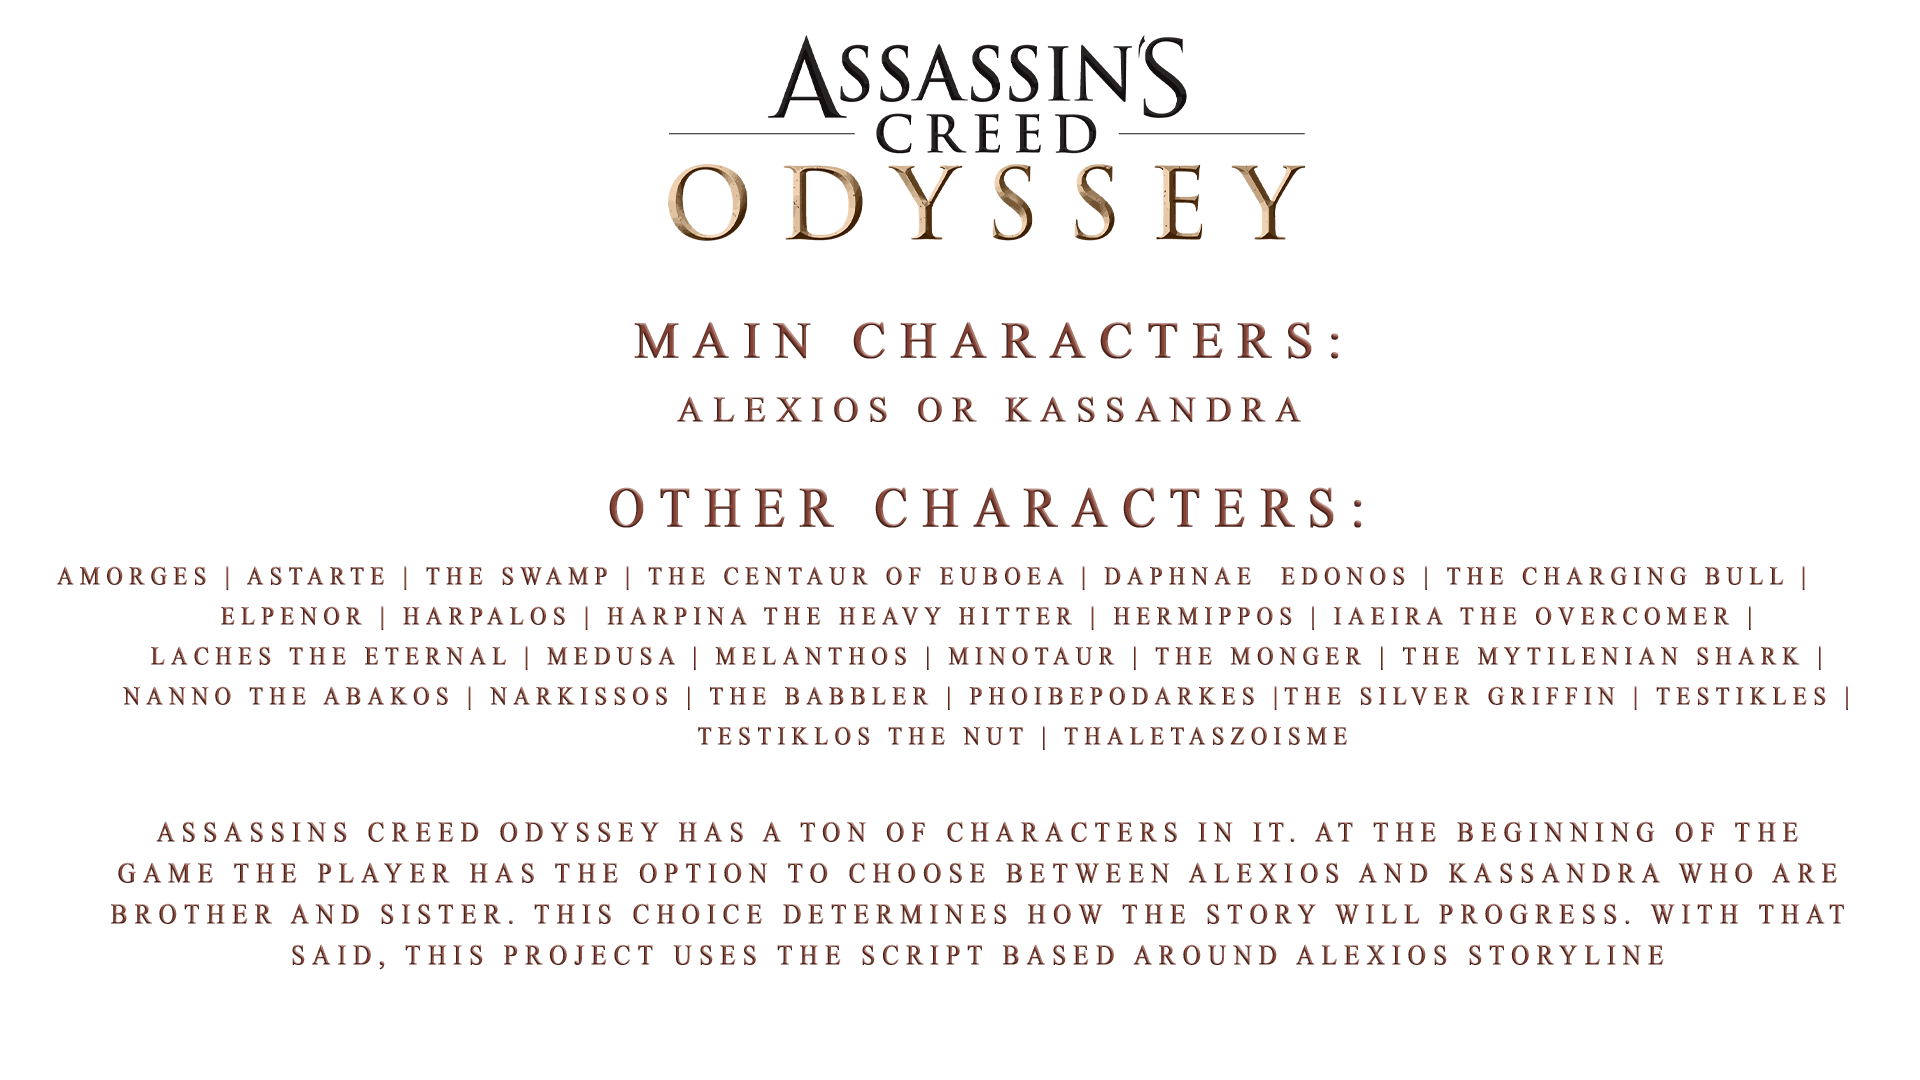 ASSASSIN'S
CREED
ODYSSEY
MAIN CHARACTERS:
ALEXIOS OR KASSANDRA
OTHER CHARACTERS:
AMORGES | ASTARTE | THE SWAMP | THE CENTAUR OF EUBOEA | DAPHNAE EDONOS | THE CHARGING BULL |
ELPENOR | HARPALOS | HARPINA THE HEAVY HITTER | HERMIPPOS | IAEIRA THE OVERCOMER |
LACHES THE ETERNAL | MEDUSA | MELANTHOS | MINOTAUR | THE MONGER | THE MYTILENIAN SHARK |
NANNO THE ABAKOS | NARKISSOS | THE BABBLER | PHOIBEPODARKES |THE SILVER GRIFFIN | TESTIKLES |
TESTIKLOS THE NUT | THALETASZOISME
ASSASSINS CREED ODYSSEY HAS A TON OF CHARACTERS IN IT. AT THE BEGINNING OF THE
GAME THE PLAYER HAS THE OPTION TO CHOOSE BETWEEN ALEXIOS AND KASSANDRA WHO ARE
BROTHER AND SISTER. THIS CHOICE DETERMINES HOW THE STORY WILL PROGRESS. WITH THAT
SAID, THIS PROJECT USES THE SCRIPT BASED AROUND ALEXIOS STORYLINE